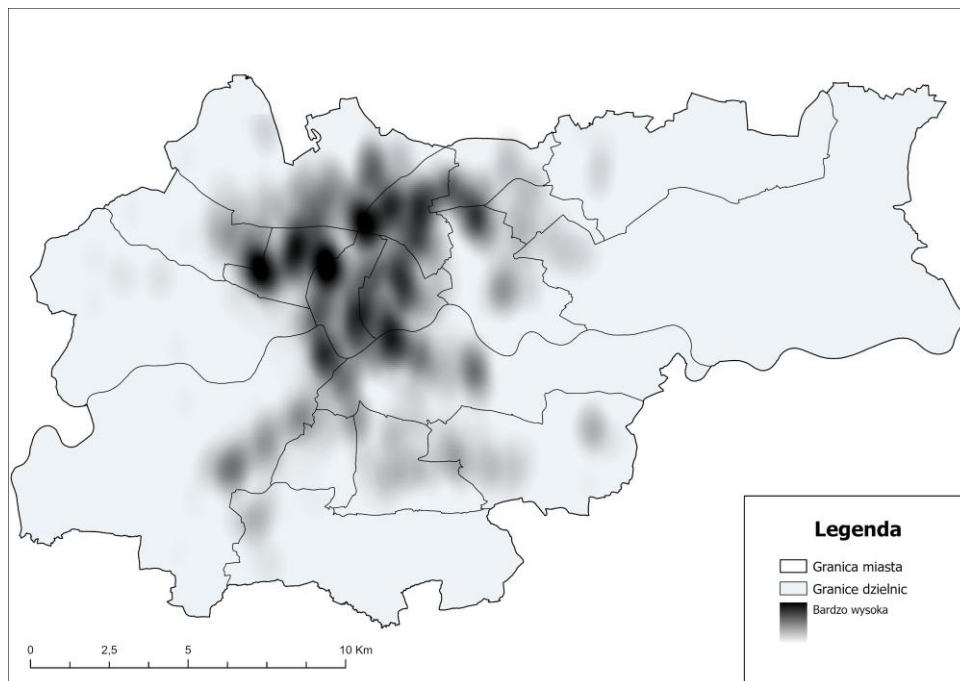 Legenda
Granica miasta
Granice dzielnic
Bardzo wysoka
0 2,5 5 10 Km